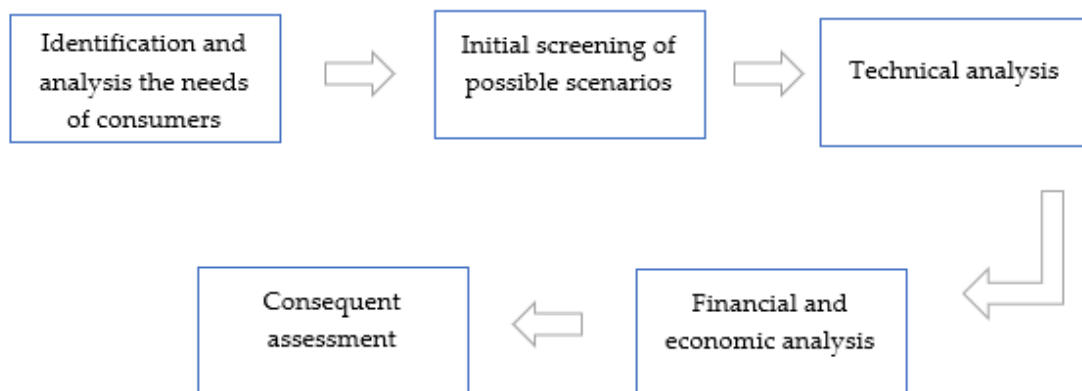 Identification and
analysis the needs
of consumers
Initial screening of
possible scenarios
Technical analysis
Financial and
economic analysis
Consequent
assessment